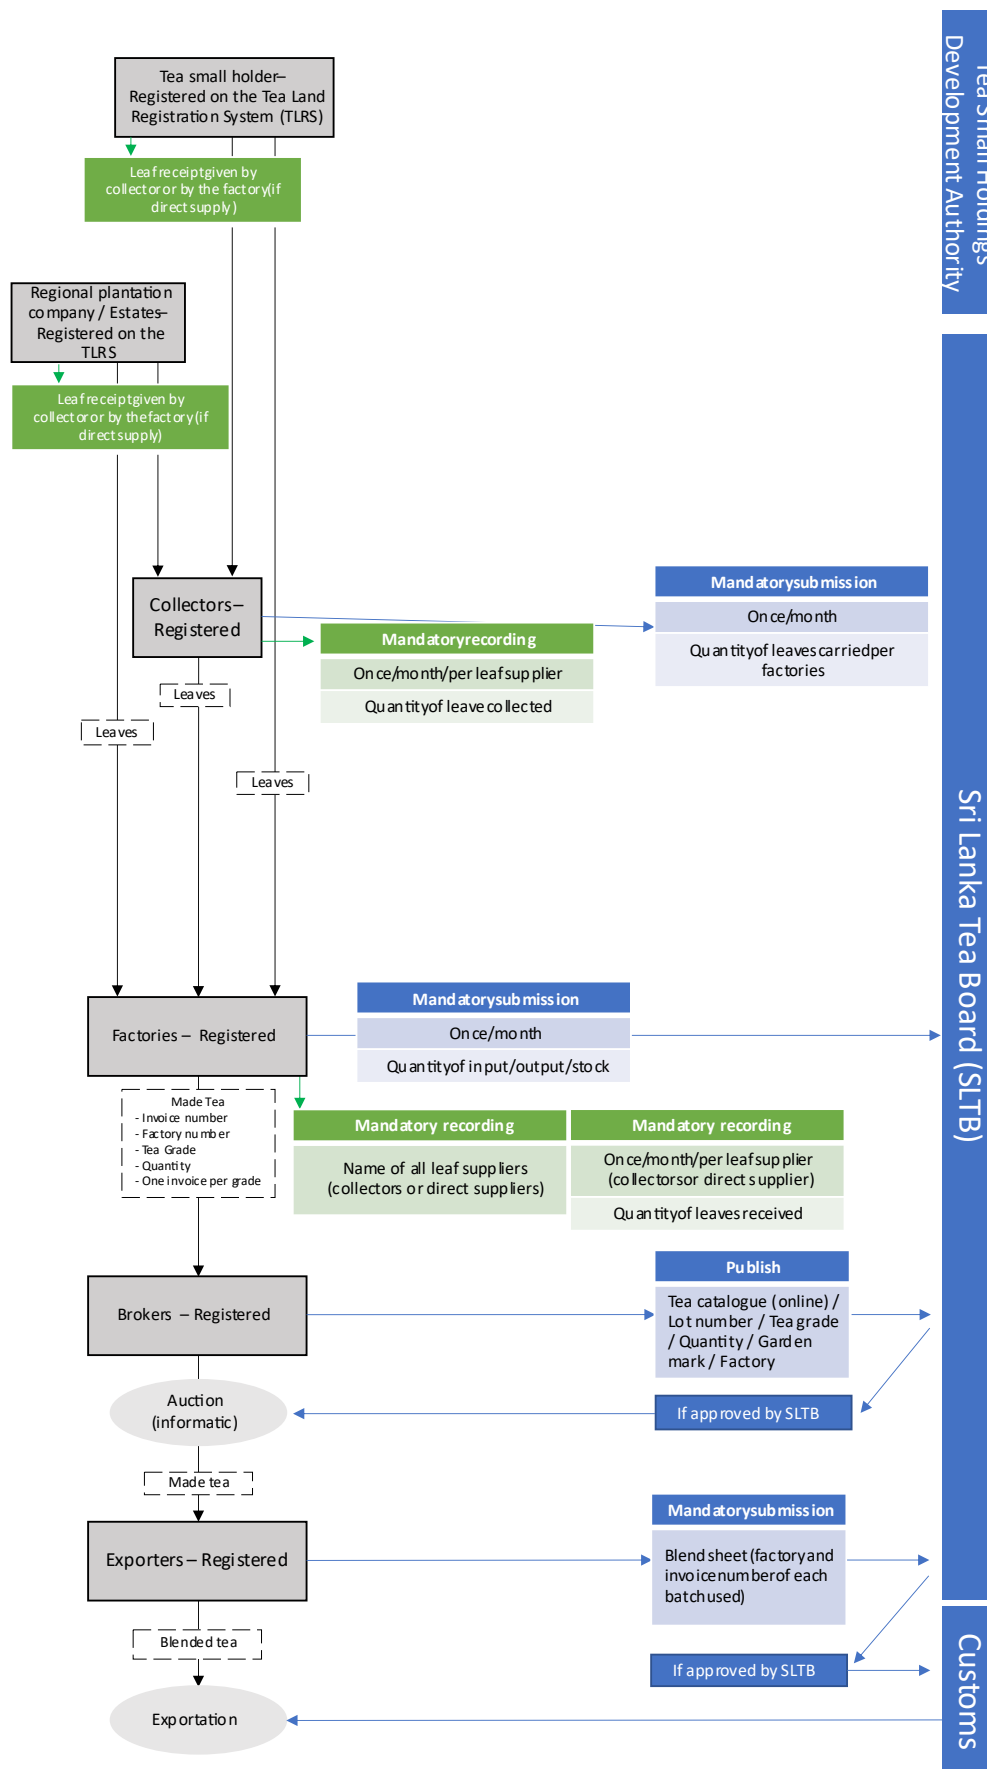 Tea small holder–
Registered on the Tea Land
Registration System (TLRS)
Leaf receipt given by
collector or by the factory (if
direct supply)
Tea Small Holdings
Development Authority
Regional plantation
company / Estates–
Registered on the
TLRS
Leaf receipt given by
collector or by the factory (if
direct supply)
Collectors–
Registered
Mandatory submission
Once/month
Quantity of leaves carried per
factories
Mandatory recording
Once/month/per leaf supplier
Quantity of leave collected
Leaves
Leaves
Leaves
Sri Lanka Tea Board (SLTB)
Factories – Registered
Mandatory submission
Once/month
Quantity of input/output/stock
Made Tea
- Invoice number
- Factory number
- Tea Grade
- Quantity
- One invoice per grade
Mandatory recording
Name of all leaf suppliers
(collectors or direct suppliers)
Mandatory recording
Once/month/per leaf supplier
(collectors or direct supplier)
Quantity of leaves received
Brokers – Registered
Publish
Tea catalogue (online) /
Lot number / Tea grade
/ Quantity / Garden
mark / Factory
Auction
(informatic)
If approved by SLTB
Made tea
Exporters – Registered
Mandatory submission
Blend sheet (factory and
invoice number of each
batch used)
Blended tea
If approved by SLTB
Customs
Exportation